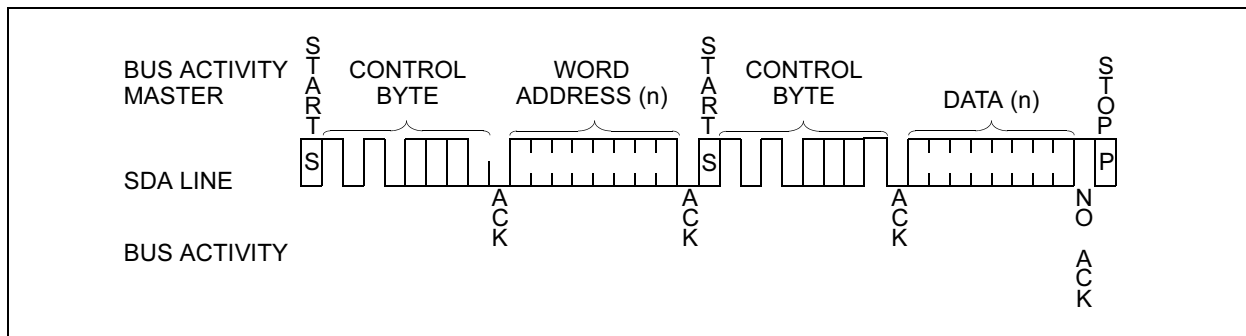 BUS ACTIVITY
MASTER
START
CONTROL
BYTE
WORD
ADDRESS (n)
START
CONTROL
BYTE
DATA (n)
STOP
SDA LINE
S
S
P
ACK
ACK
ACK
NO ACK
BUS ACTIVITY